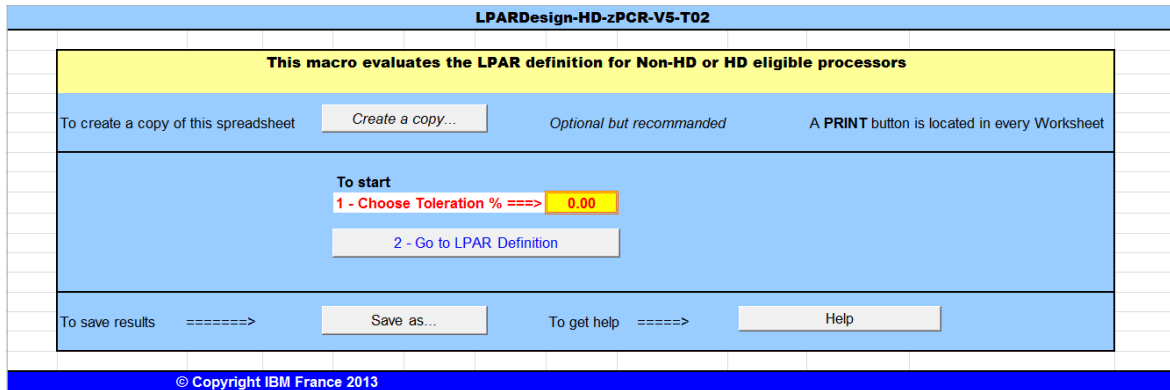 LPARDesign-HD-zPCR-V5-T02
This macro evaluates the LPAR definition for Non-HD or HD eligible processors
To create a copy of this spreadsheet Create a copy... Optional but recommanded A PRINT button is located in every Worksheet
To start
1 - Choose Toleration % ===> 0.00
2 - Go to LPAR Definition
To save results =======> Save as... To get help =====> Help
© Copyright IBM France 2013